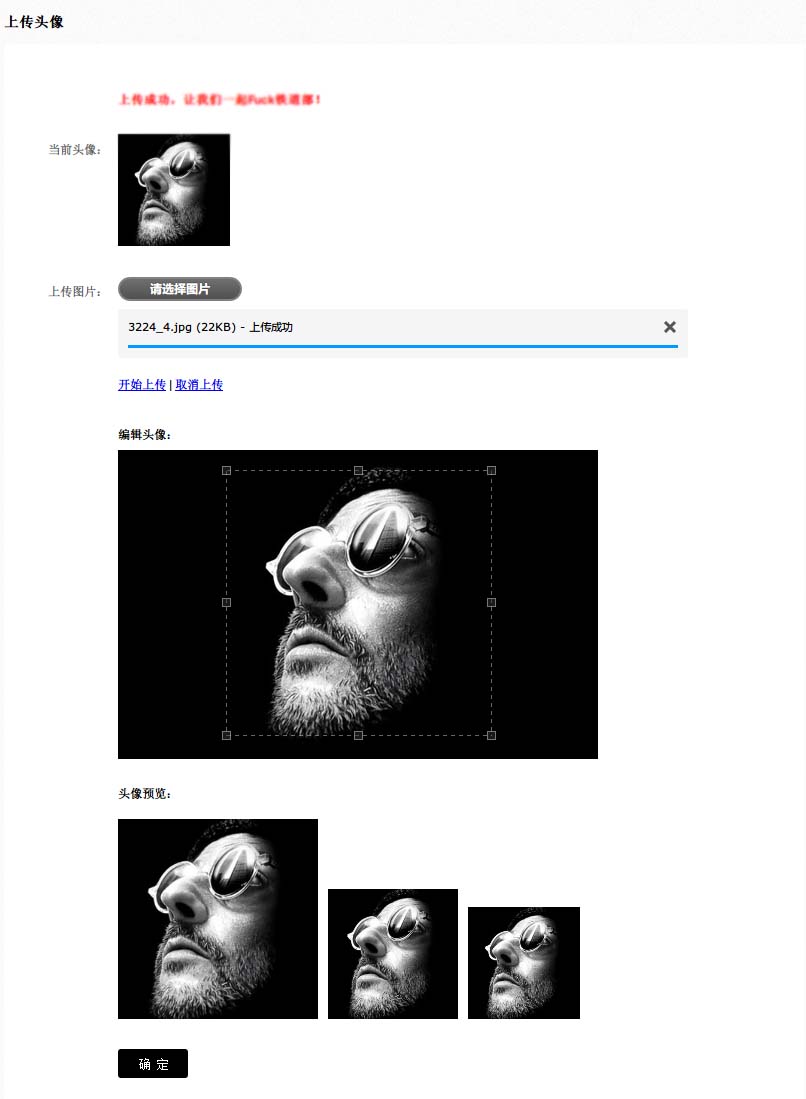 上传头像
上传成功，让我们一起Fuck铁道部！
当前头像：
上传图片：
请选择图片
3224_4.jpg (22KB) - 上传成功
开始上传 | 取消上传
编辑头像：
头像预览：
确 定